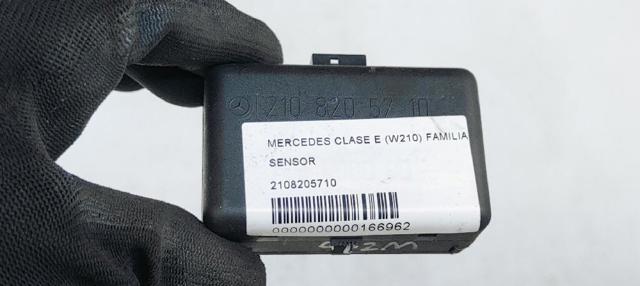 210 820 57 10
MERCEDES CLASE E (W210) FAMILIA
SENSOR
2108205710
0000000000166962